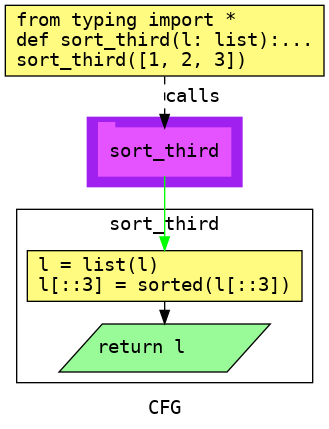 from typing import *
def sort_third(l: list):...
sort_third([1, 2, 3])
calls
sort_third
sort_third
l = list(l)
l[::3] = sorted(l[::3])
return l
CFG